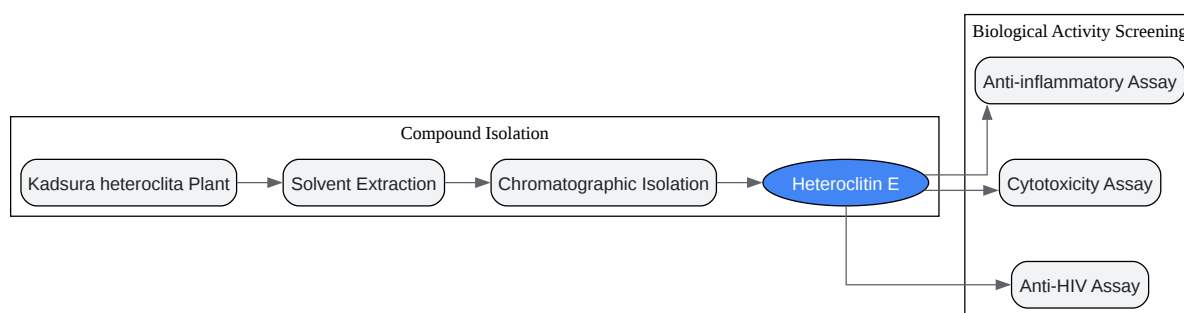 Biological Activity Screening
Anti-inflammatory Assay
Compound Isolation
Kadsura heteroclita Plant
Solvent Extraction
Chromatographic Isolation
Heteroclitin E
Cytotoxicity Assay
Anti-HIV Assay